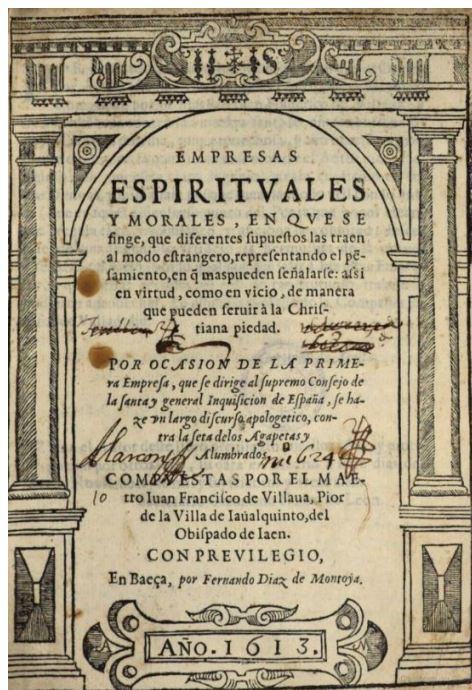 IHS
EMPRESAS
ESPIRITVALES
Y MORALES, EN QVE SE
finge, que diferentes supuestos las traen
al modo estrangero, representando el pẽ-
samiento, en q̃ maspueden señalarse: assi
en virtud, como en vicio, de manera
que pueden seruir à la Chris-
tiana piedad.
POR OCASION DE LA PRIME-
ra Empresa, que se dirige al supremo Consejo de
la santa y general Inquisicion de España, se ha-
ze vn largo discurso apologetico, con-
tra la seta delos Agapetas y
Alumbrados.
COMPVESTAS POR EL MAE-
tro Iuan Francisco de Villaua, Pior
de la Villa de Iaualquinto, del
Obispado de Iaen.
CON PREVILEGIO,
En Baeça, por Fernando Diaz de Montoja.
A M
AÑO. 1613.